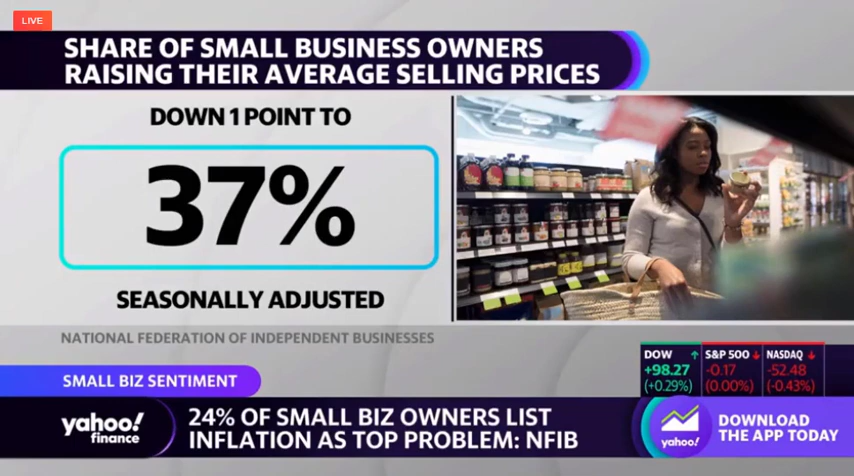 LIVE
SHARE OF SMALL BUSINESS OWNERS
RAISING THEIR AVERAGE SELLING PRICES
DOWN 1 POINT TO
37%
SEASONALLY ADJUSTED
NATIONAL FEDERATION OF INDEPENDENT BUSINESSES
SMALL BIZ SENTIMENT
DOW
+98.27
(+0.29%)
S&P 500
-0.17
(0.00%)
NASDAQ
-52.48
(-0.43%)
yahoo!
finance
24% OF SMALL BIZ OWNERS LIST
INFLATION AS TOP PROBLEM: NFIB
yahoo!
DOWNLOAD
THE APP TODAY